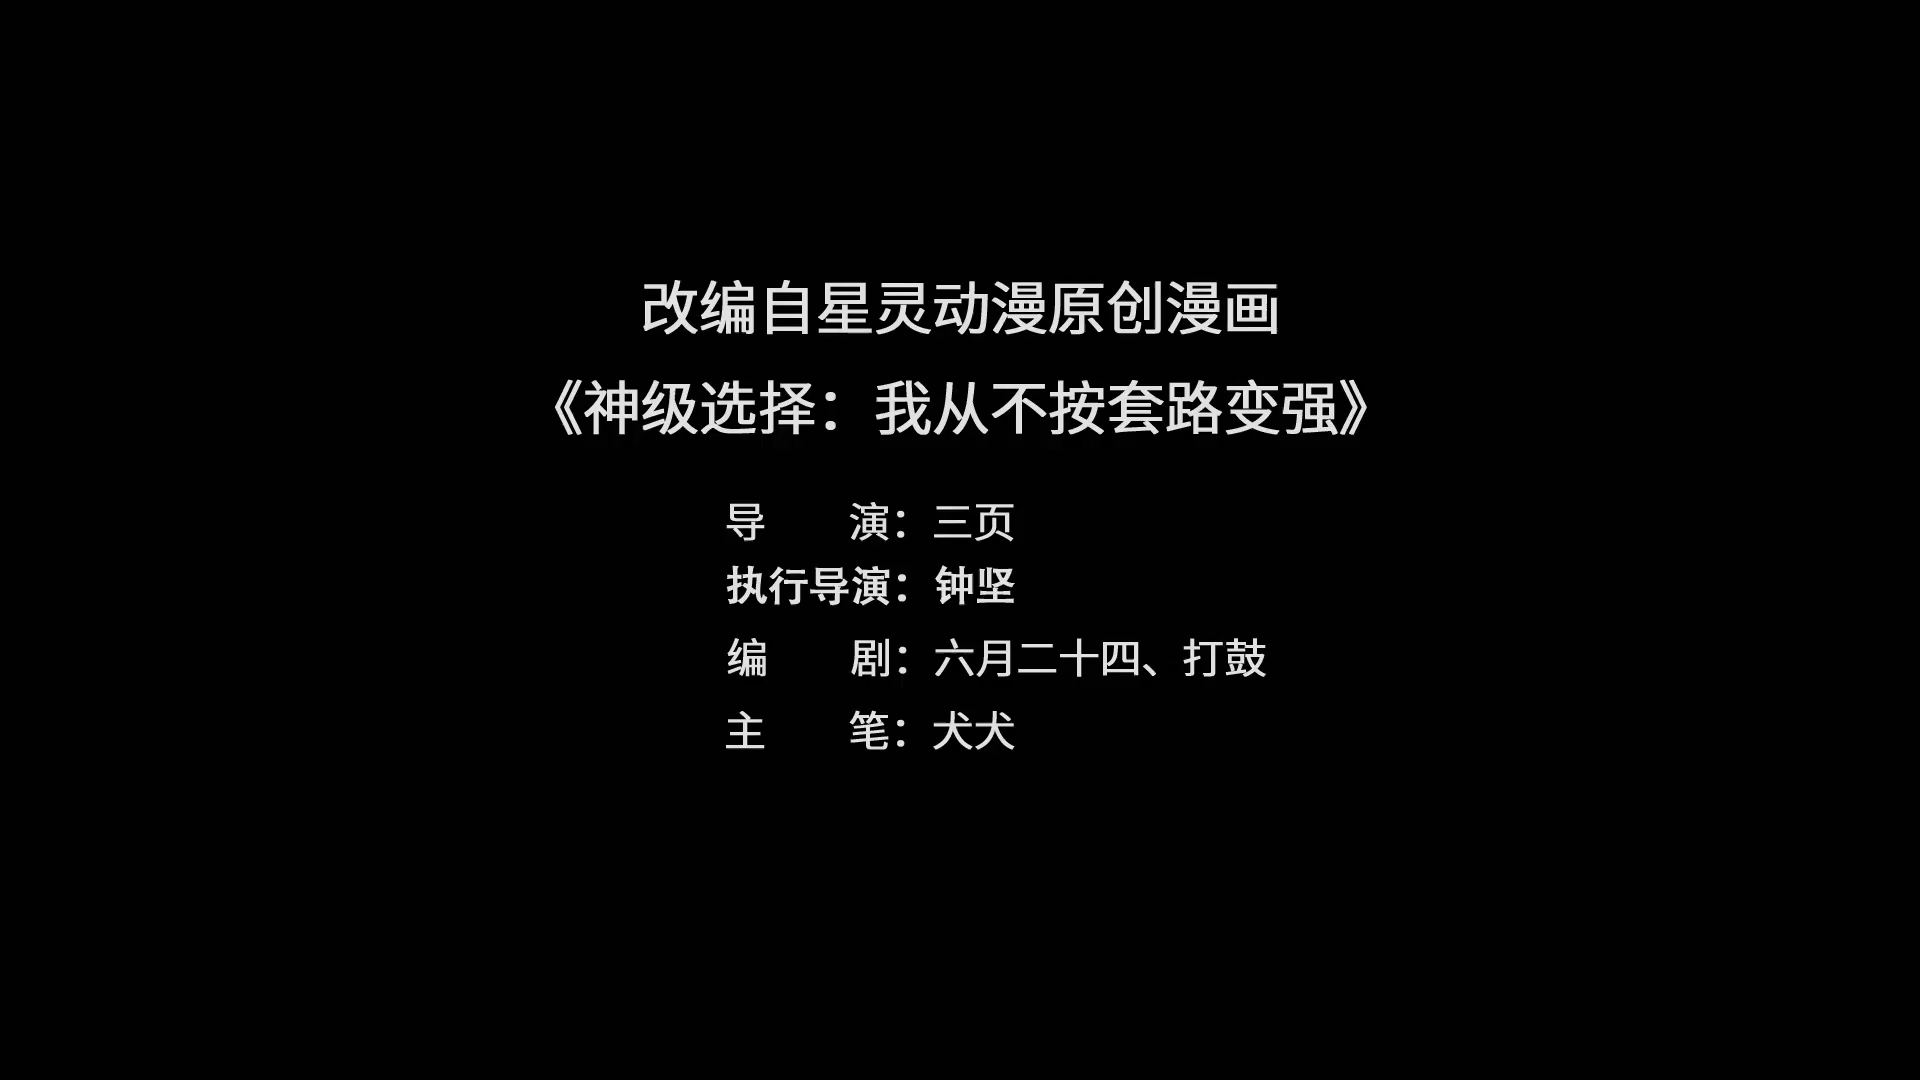 改编自星灵动漫原创漫画
《神级选择：我从不按套路变强》
导　　演：三页
执行导演：钟坚
编　　剧：六月二十四、打鼓
主　　笔：犬犬